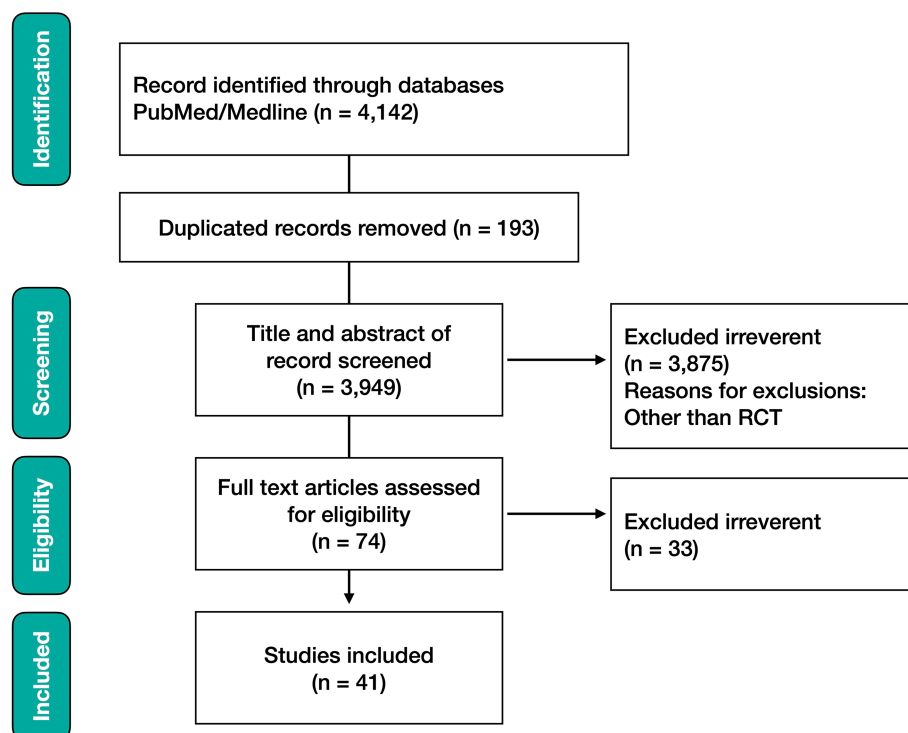 Identification
Record identified through databases
PubMed/Medline (n = 4,142)
Duplicated records removed (n = 193)
Screening
Title and abstract of
record screened
(n = 3,949)
Excluded irreverent
(n = 3,875)
Reasons for exclusions:
Other than RCT
Eligibility
Full text articles assessed
for eligibility
(n = 74)
Excluded irreverent
(n = 33)
Included
Studies included
(n = 41)